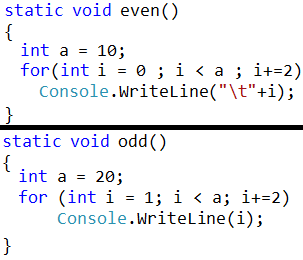 static void even()
{
int a = 10;
for(int i = 0 ; i < a ; i+=2)
Console.WriteLine("\t"+i);
}
static void odd()
{
int a = 20;
for (int i = 1; i < a; i+=2)
Console.WriteLine(i);
}